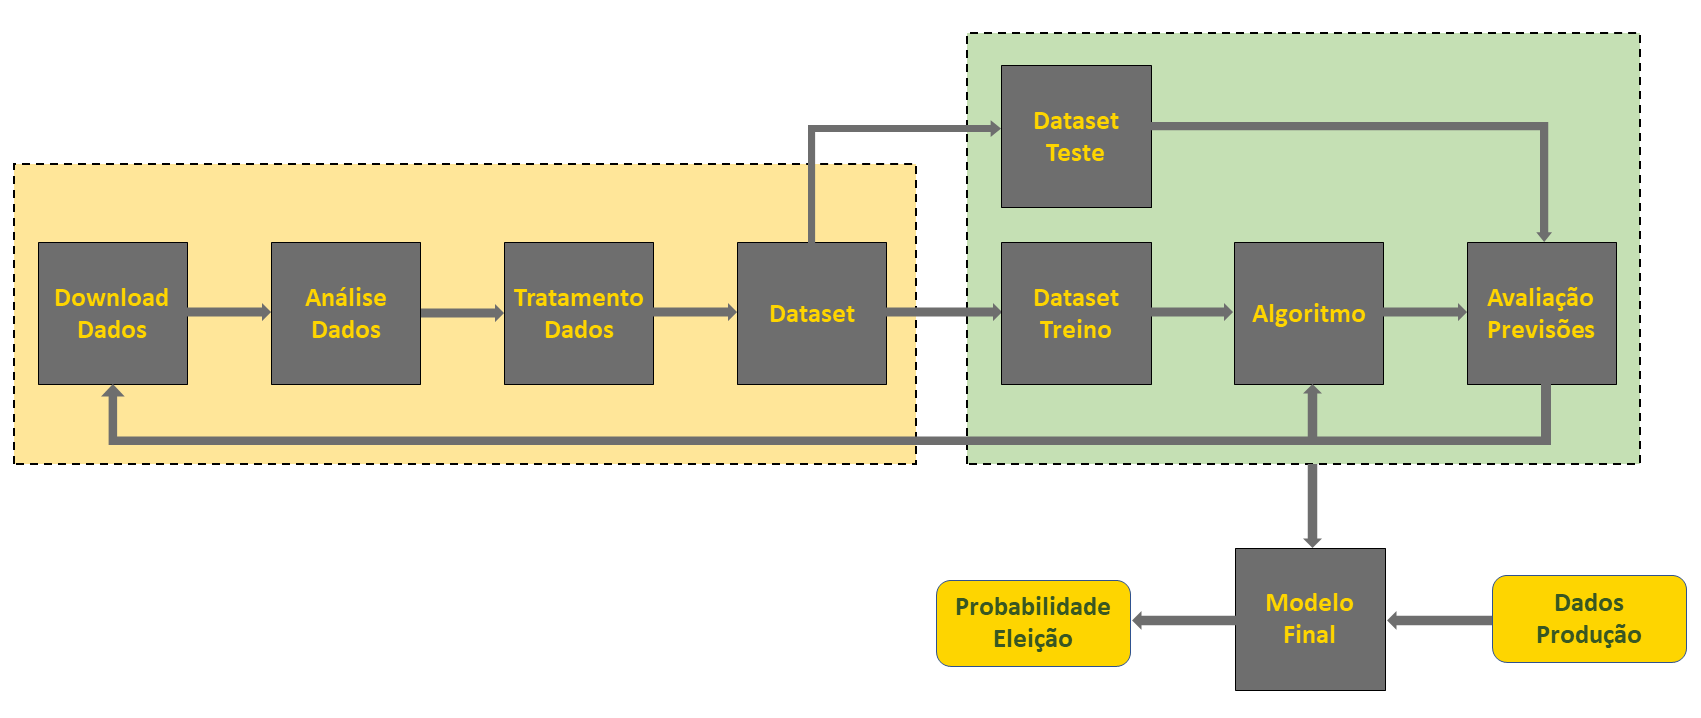 Dataset
Teste
Download
Dados
Análise
Dados
Tratamento
Dados
Dataset
Dataset
Treino
Algoritmo
Avaliação
Previsões
Probabilidade
Eleição
Modelo
Final
Dados
Produção